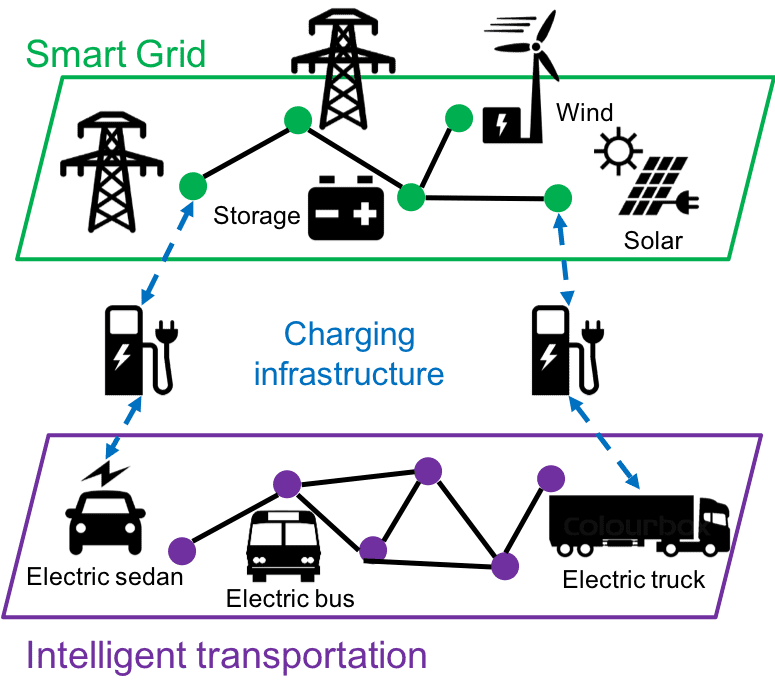 Smart Grid
Wind
Storage
Solar
Charging
infrastructure
Colourbox
Electric sedan
Electric bus
Electric truck
Intelligent transportation